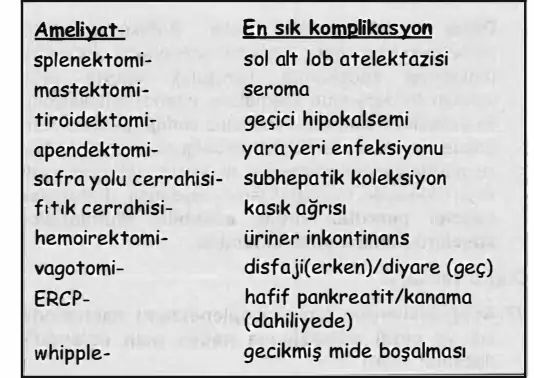 Ameliyat- En sık komplikasyon
splenektomi- sol alt lob atelektazisi
mastektomi- seroma
tiroidektomi- geçici hipokalsemi
apendektomi- yara yeri enfeksiyonu
safra yolu cerrahisi- subhepatik koleksiyon
fıtık cerrahisi- kasık ağrısı
hemoirektomi- üriner inkontinans
vagotomi- disfaji(erken)/diyare (geç)
ERCP- hafif pankreatit/kanama
(dahiliyede)
whipple- gecikmiş mide boşalması